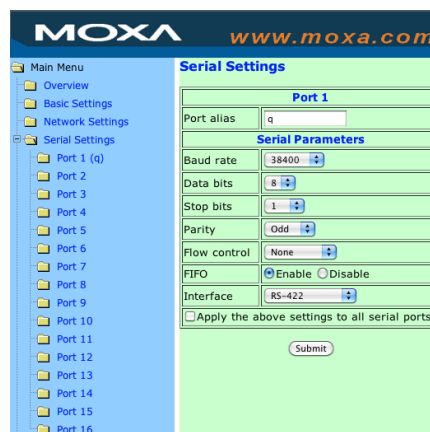 MOXA www.moxa.com
Main Menu
Overview
Basic Settings
Network Settings
Serial Settings
Port 1 (q)
Port 2
Port 3
Port 4
Port 5
Port 6
Port 7
Port 8
Port 9
Port 10
Port 11
Port 12
Port 13
Port 14
Port 15
Port 16
Serial Settings
Port 1
Port alias q
Serial Parameters
Baud rate 38400
Data bits 8
Stop bits 1
Parity Odd
Flow control None
FIFO Enable Disable
Interface RS-422
Apply the above settings to all serial ports
Submit